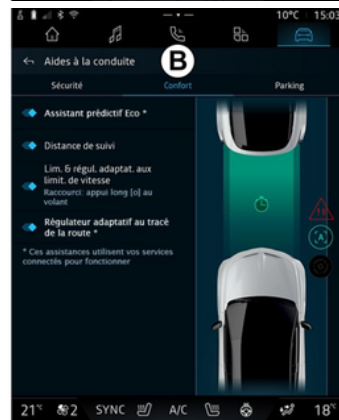 10°C 15:03
Aides à la conduite
B
Sécurité Confort Parking
Assistant prédictif Eco *
Distance de suivi
Lim. & régul. adaptat. aux
limit. de vitesse
Raccourci: appui long [o] au
volant
Régulateur adaptatif au tracé
de la route *
* Ces assistances utilisent vos services
connectés pour fonctionner
A
21°C 2 SYNC A/C 18°C